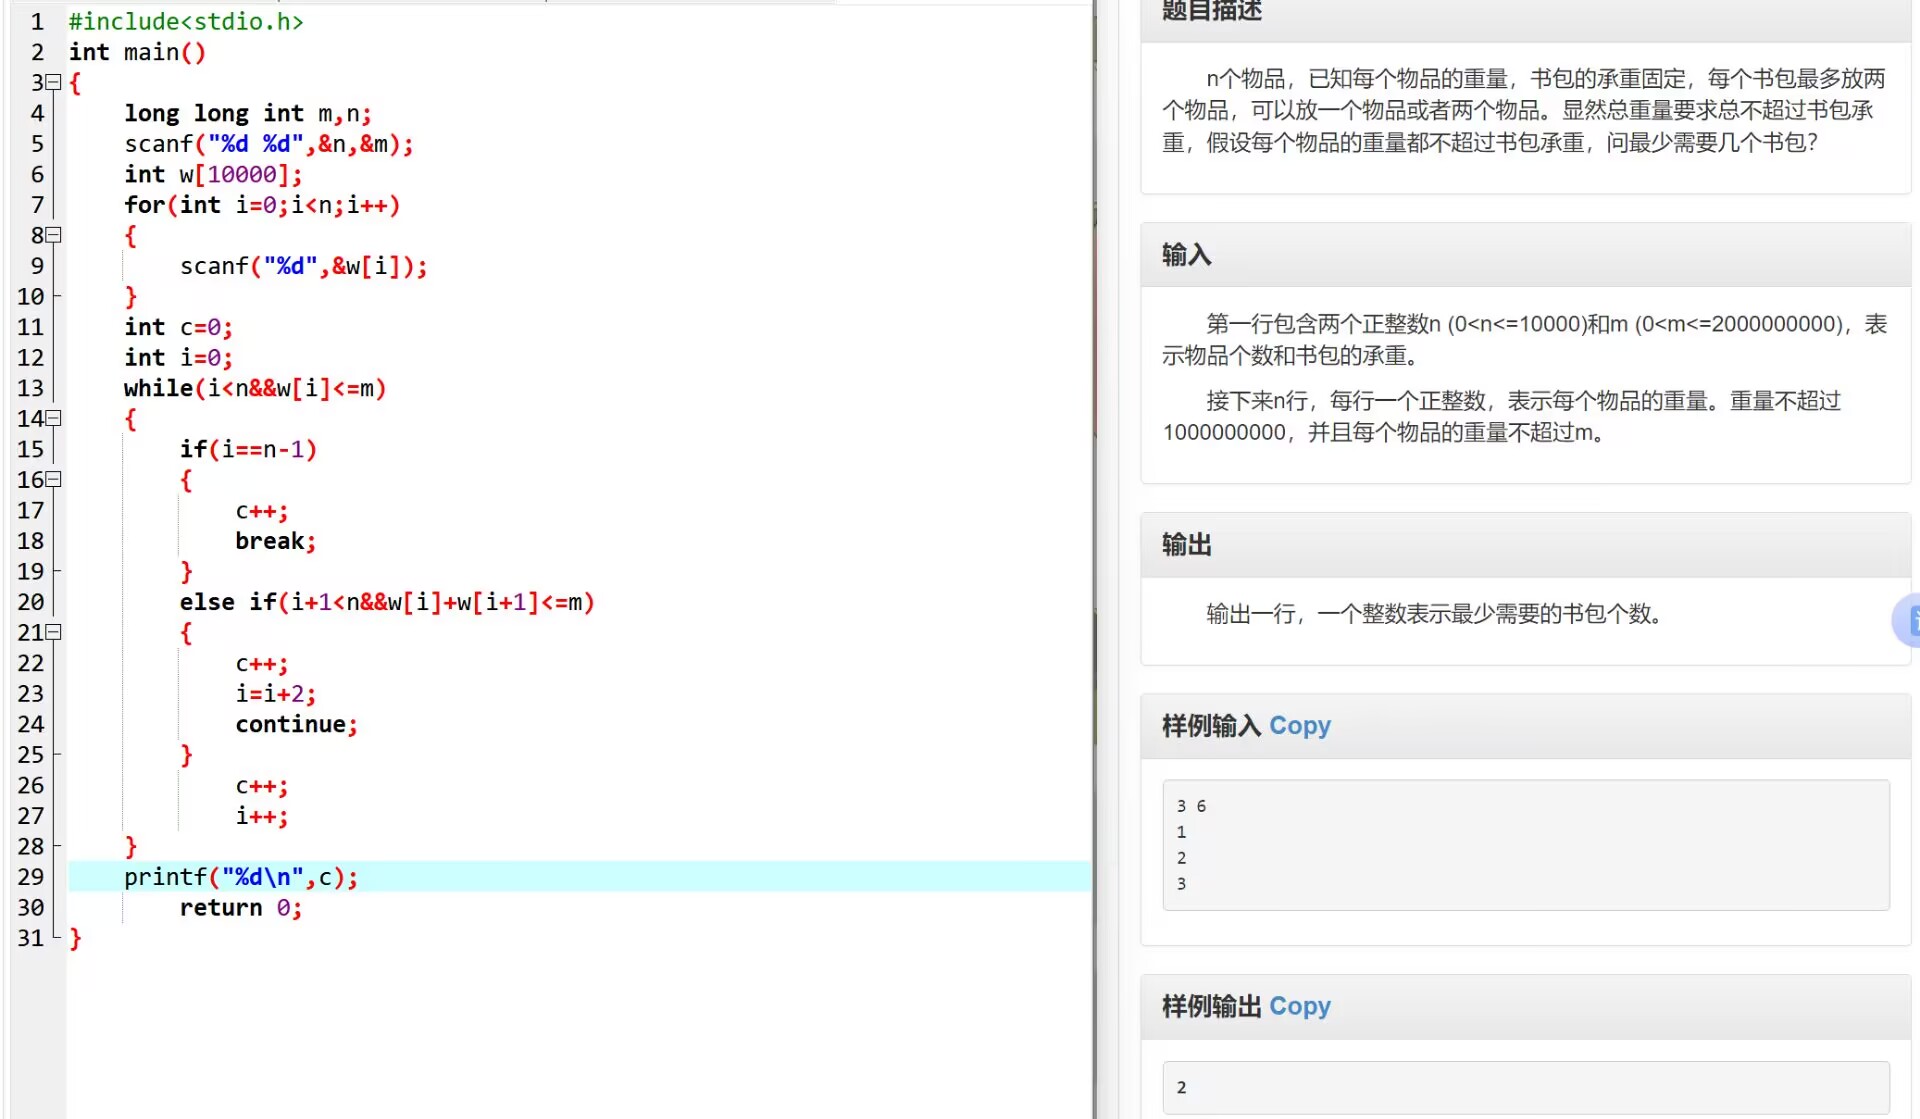 1 #include<stdio.h>
2 int main()
3 {
4 long long int m,n;
5 scanf("%d %d",&n,&m);
6 int w[10000];
7 for(int i=0;i<n;i++)
8 {
9 scanf("%d",&w[i]);
10 }
11 int c=0;
12 int i=0;
13 while(i<n&&w[i]<=m)
14 {
15 if(i==n-1)
16 {
17 c++;
18 break;
19 }
20 else if(i+1<n&&w[i]+w[i+1]<=m)
21 {
22 c++;
23 i=i+2;
24 continue;
25 }
26 c++;
27 i++;
28 }
29 printf("%d\n",c);
30 return 0;
31 }
题目描述
n个物品，已知每个物品的重量，书包的承重固定，每个书包最多放两
个物品，可以放一个物品或者两个物品。显然总重量要求总不超过书包承
重，假设每个物品的重量都不超过书包承重，问最少需要几个书包？
输入
第一行包含两个正整数n (0<n<=10000)和m (0<m<=2000000000)，表
示物品个数和书包的承重。
接下来n行，每行一个正整数，表示每个物品的重量。重量不超过
1000000000，并且每个物品的重量不超过m。
输出
输出一行，一个整数表示最少需要的书包个数。
样例输入 Copy
3 6
1
2
3
样例输出 Copy
2